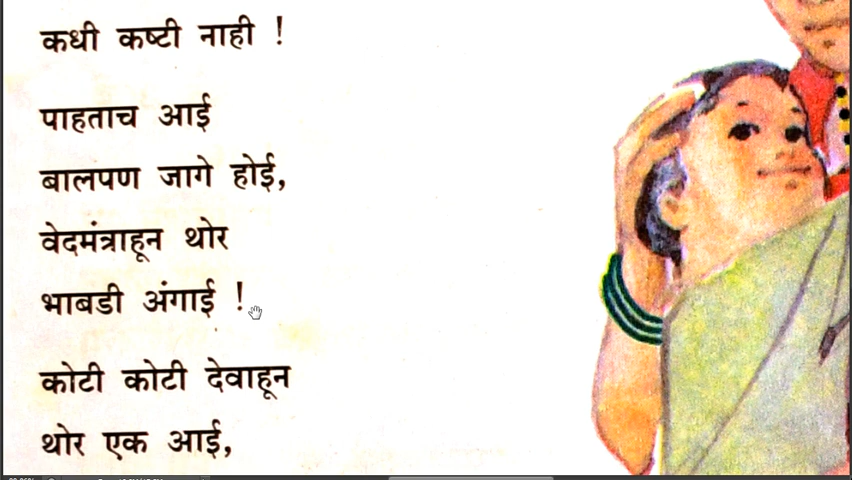 कधी कष्टी नाही !
पाहताच आई
बालपण जागे होई,
वेदमंत्राहून थोर
भाबडी अंगाई !
कोटी कोटी देवाहून
थोर एक आई,